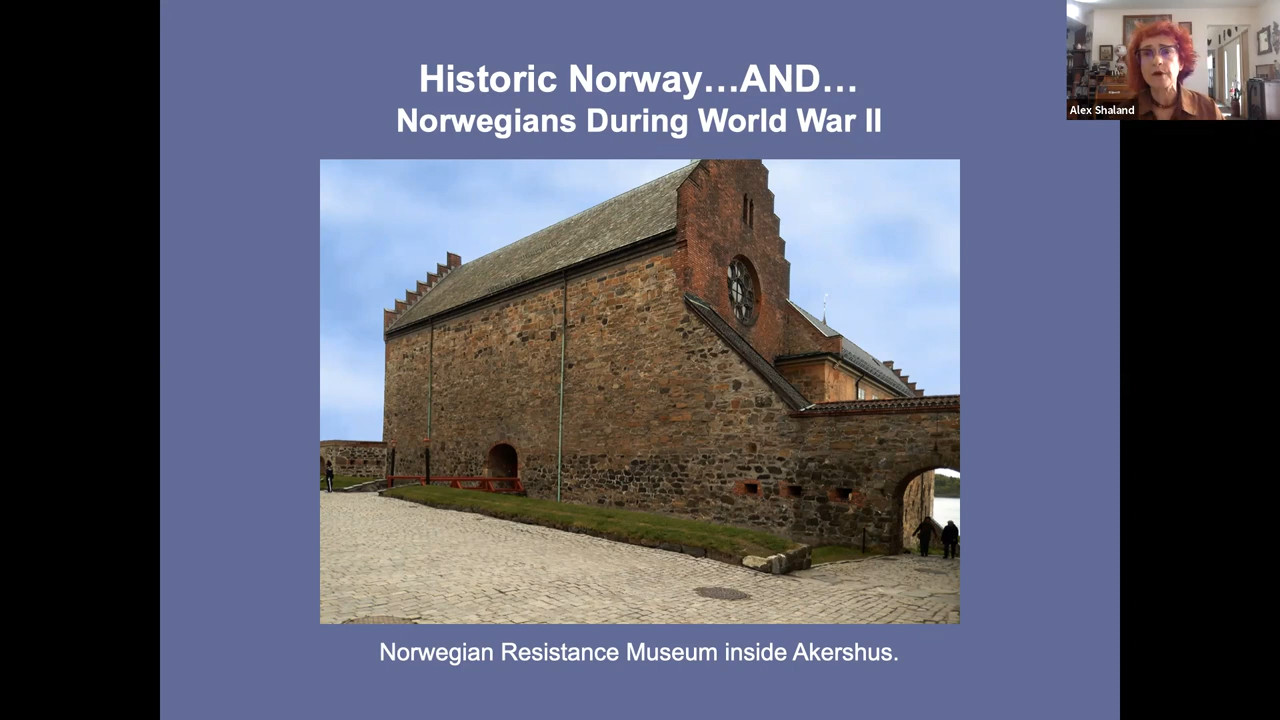 Historic Norway…AND…
Norwegians During World War II
Alex Shaland
Norwegian Resistance Museum inside Akershus.